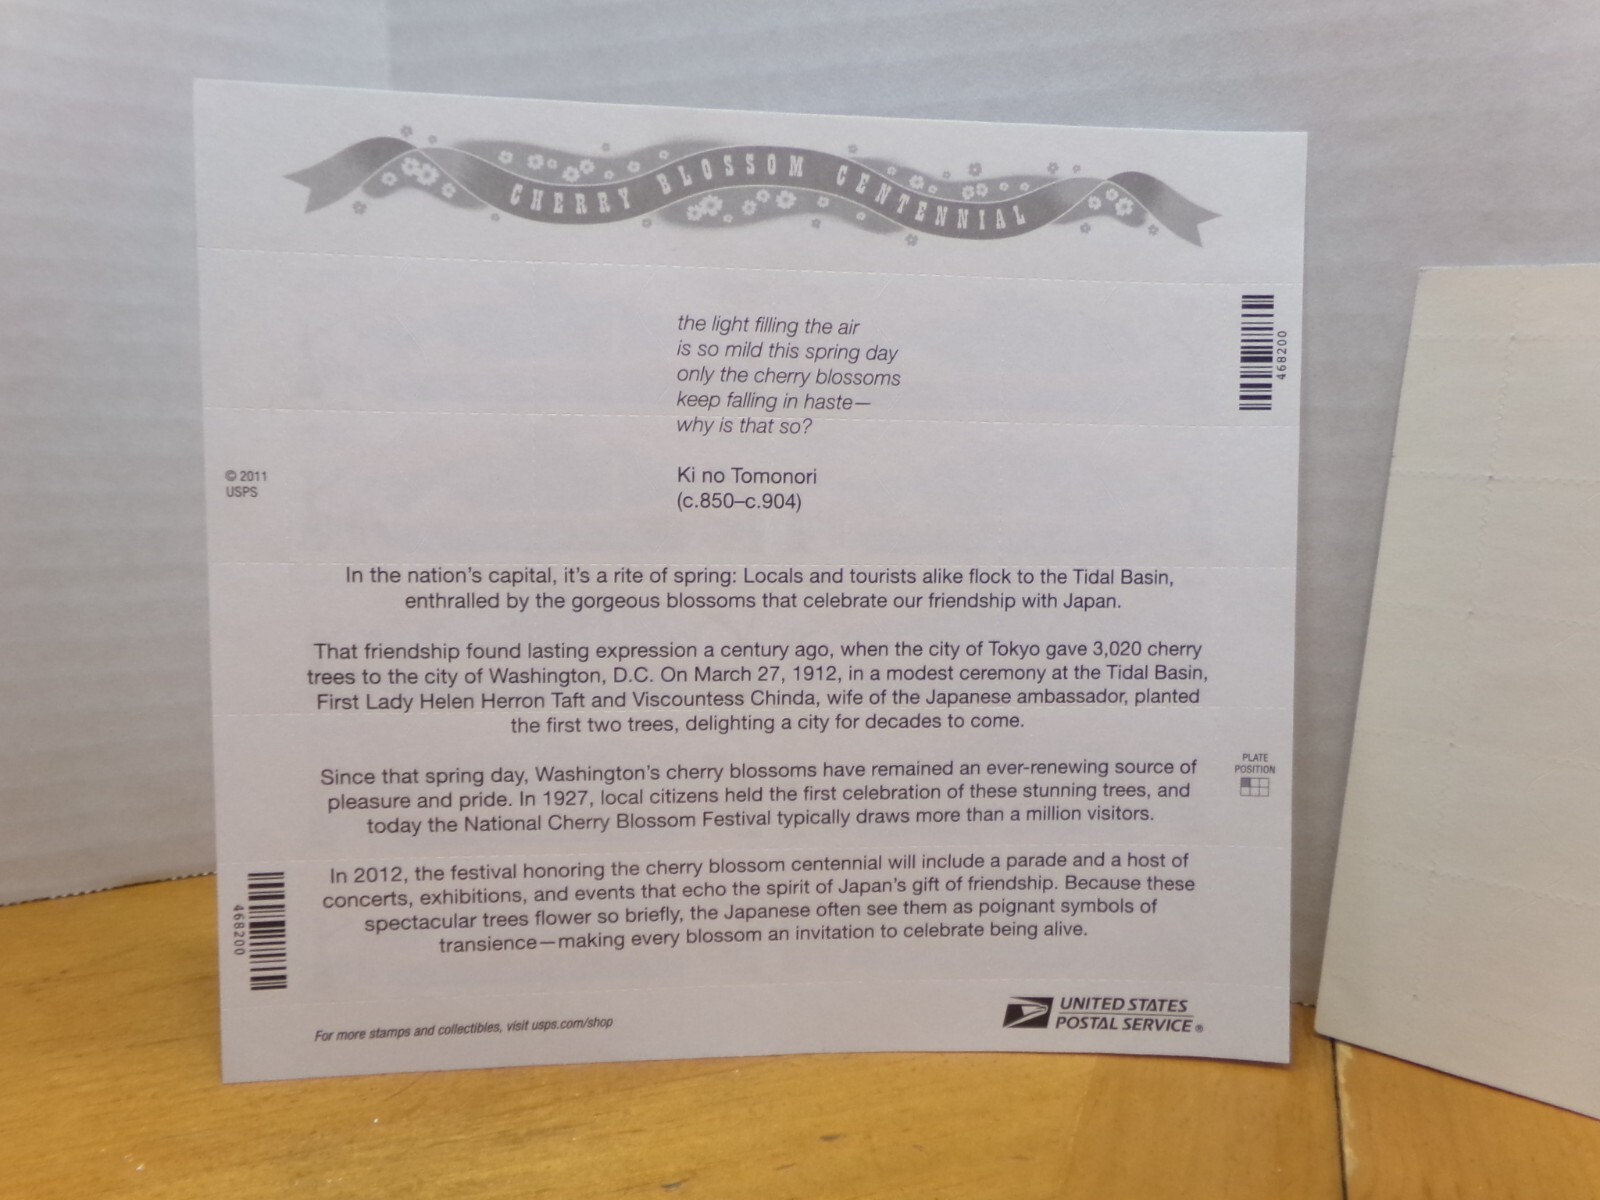 CHERRY BLOSSOM CENTENNIAL
the light filling the air
is so mild this spring day
only the cherry blossoms
keep falling in haste—
why is that so?
Ki no Tomonori
(c.850–c.904)
468200
© 2011
USPS
In the nation's capital, it's a rite of spring: Locals and tourists alike flock to the Tidal Basin,
enthralled by the gorgeous blossoms that celebrate our friendship with Japan.
That friendship found lasting expression a century ago, when the city of Tokyo gave 3,020 cherry
trees to the city of Washington, D.C. On March 27, 1912, in a modest ceremony at the Tidal Basin,
First Lady Helen Herron Taft and Viscountess Chinda, wife of the Japanese ambassador, planted
the first two trees, delighting a city for decades to come.
Since that spring day, Washington's cherry blossoms have remained an ever-renewing source of
pleasure and pride. In 1927, local citizens held the first celebration of these stunning trees, and
today the National Cherry Blossom Festival typically draws more than a million visitors.
PLATE
POSITION
In 2012, the festival honoring the cherry blossom centennial will include a parade and a host of
concerts, exhibitions, and events that echo the spirit of Japan's gift of friendship. Because these
spectacular trees flower so briefly, the Japanese often see them as poignant symbols of
transience—making every blossom an invitation to celebrate being alive.
468200
For more stamps and collectibles, visit usps.com/shop
UNITED STATES
POSTAL SERVICE ®